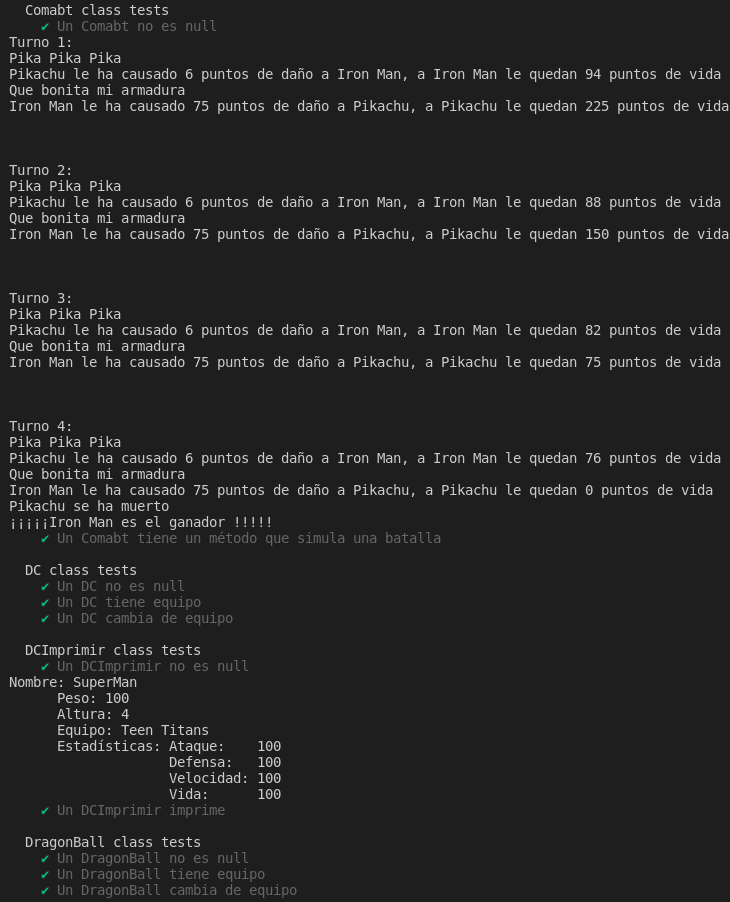 Comabt class tests
✔ Un Comabt no es null
Turno 1:
Pika Pika Pika
Pikachu le ha causado 6 puntos de daño a Iron Man, a Iron Man le quedan 94 puntos de vida
Que bonita mi armadura
Iron Man le ha causado 75 puntos de daño a Pikachu, a Pikachu le quedan 225 puntos de vida
Turno 2:
Pika Pika Pika
Pikachu le ha causado 6 puntos de daño a Iron Man, a Iron Man le quedan 88 puntos de vida
Que bonita mi armadura
Iron Man le ha causado 75 puntos de daño a Pikachu, a Pikachu le quedan 150 puntos de vida
Turno 3:
Pika Pika Pika
Pikachu le ha causado 6 puntos de daño a Iron Man, a Iron Man le quedan 82 puntos de vida
Que bonita mi armadura
Iron Man le ha causado 75 puntos de daño a Pikachu, a Pikachu le quedan 75 puntos de vida
Turno 4:
Pika Pika Pika
Pikachu le ha causado 6 puntos de daño a Iron Man, a Iron Man le quedan 76 puntos de vida
Que bonita mi armadura
Iron Man le ha causado 75 puntos de daño a Pikachu, a Pikachu le quedan 0 puntos de vida
Pikachu se ha muerto
¡¡¡¡¡Iron Man es el ganador !!!!!
✔ Un Comabt tiene un método que simula una batalla
DC class tests
✔ Un DC no es null
✔ Un DC tiene equipo
✔ Un DC cambia de equipo
DCImprimir class tests
✔ Un DCImprimir no es null
Nombre: SuperMan
Peso: 100
Altura: 4
Equipo: Teen Titans
Estadísticas: Ataque: 100
Defensa: 100
Velocidad: 100
Vida: 100
✔ Un DCImprimir imprime
DragonBall class tests
✔ Un DragonBall no es null
✔ Un DragonBall tiene equipo
✔ Un DragonBall cambia de equipo